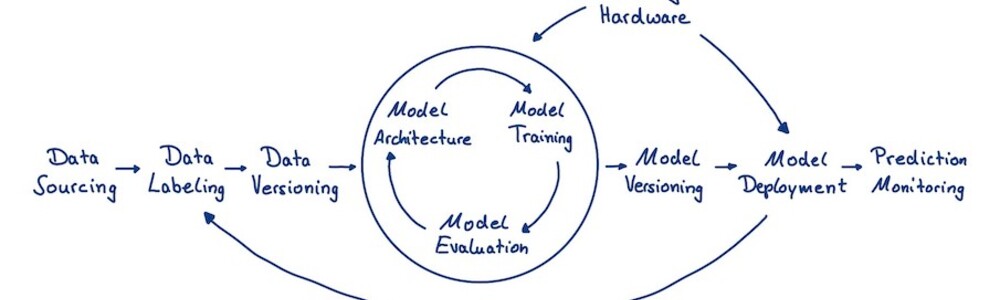 Hardware
Data
Sourcing
Data
Labeling
Data
Versioning
Model
Architecture
Model
Training
Model
Evaluation
Model
Versioning
Model
Deployment
Prediction
Monitoring